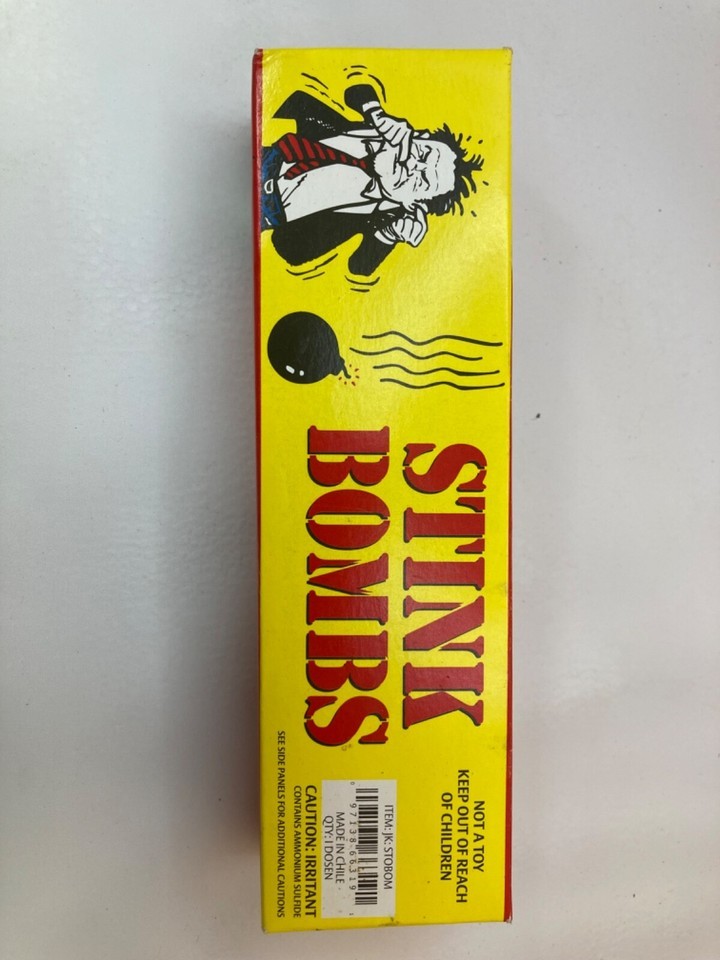 STINK
BOMBS
NOT A TOY
KEEP OUT OF REACH
OF CHILDREN
ITEM: JK: STOBOM
MADE IN CHILE
QTY: 1 DOSEN
CAUTION: IRRITANT
CONTAINS AMMONIUM SULFIDE
SEE SIDE PANELS FOR ADDITIONAL CAUTIONS